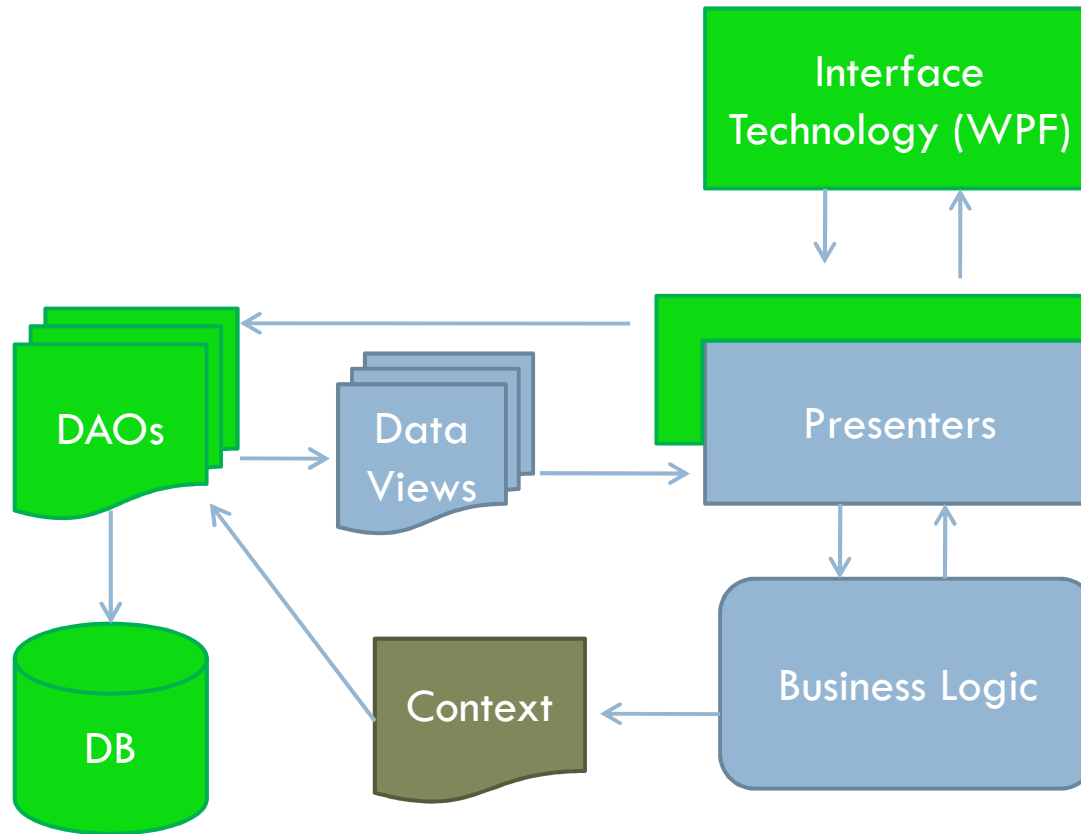 Interface
Technology (WPF)
DAOs
Data
Views
Presenters
DB
Context
Business Logic